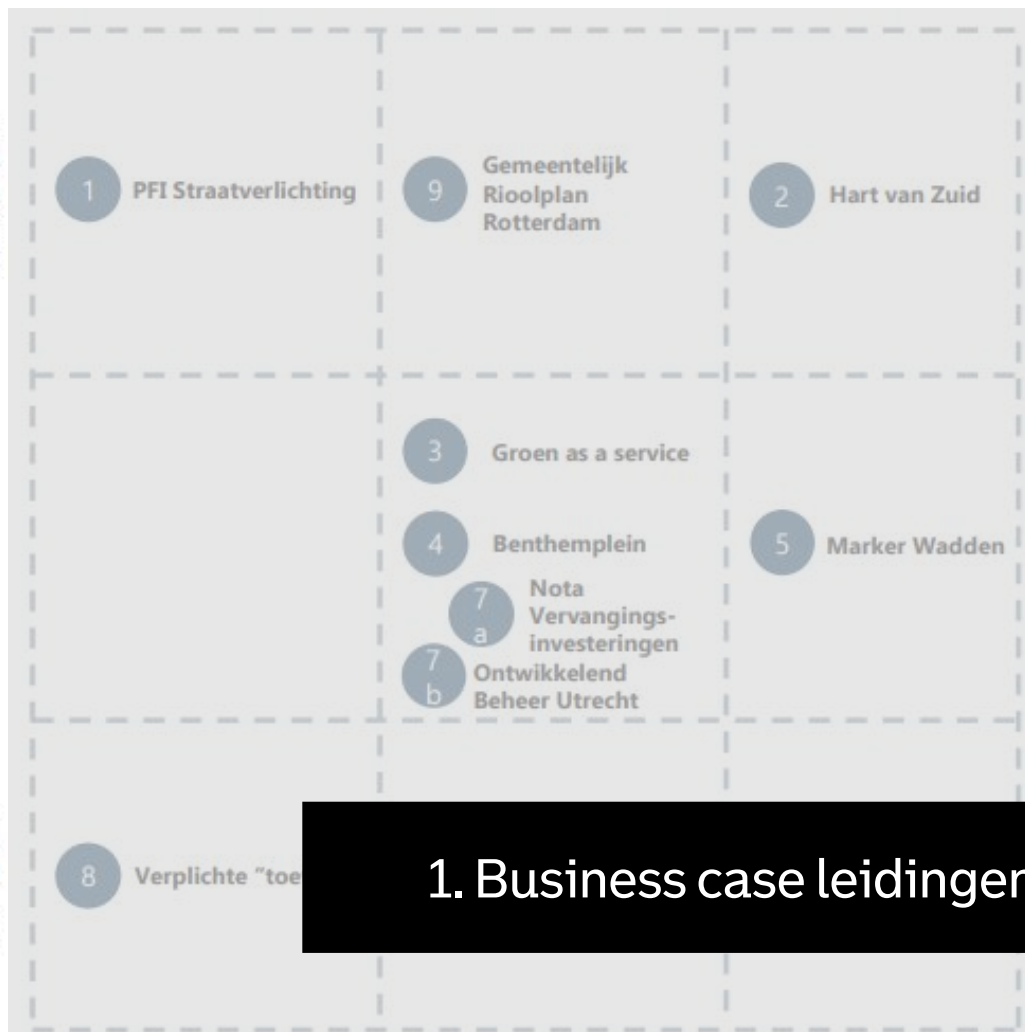 1 PFI Straatverlichting
9 Gemeentelijk
Rioolplan
Rotterdam
2 Hart van Zuid
3 Groen as a service
4 Benthemplein
7
a
Nota
Vervangings-
investeringen
5 Marker Wadden
7
b
Ontwikkelend
Beheer Utrecht
8 Verplichte "toe
1. Business case leidingen